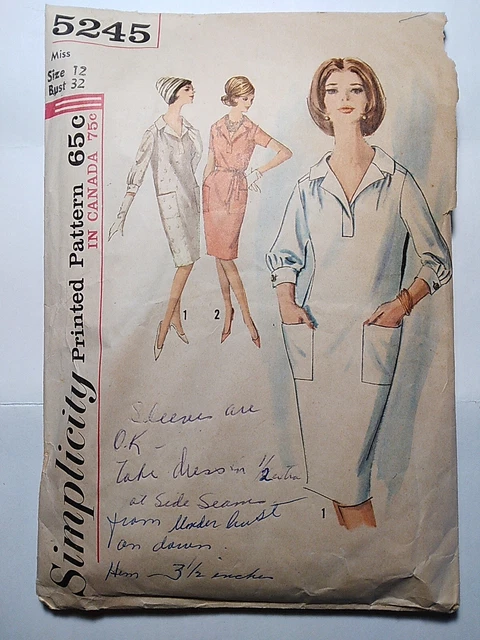 5245
Miss
Size 12
Bust 32
Simplicity Printed Pattern 65c
IN CANADA 75c
1
2
1
Sleeves are
O.K –
Take dress in 1/2 extra
at Side Seams
from Under bust
on down.
Hem – 3 1/2 inches